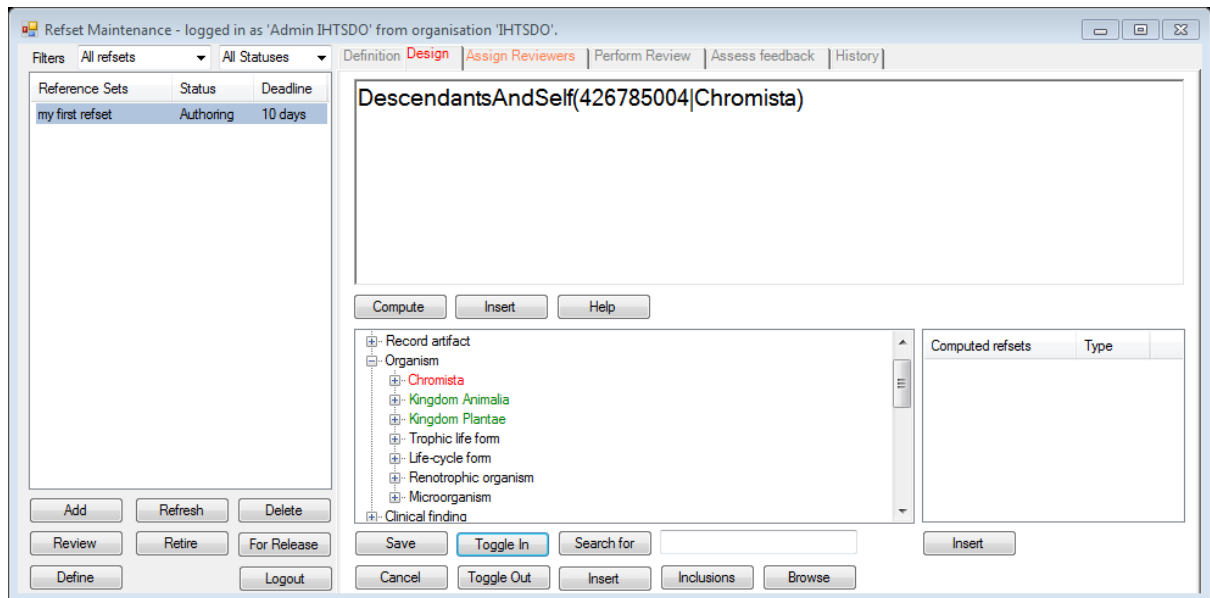 Refset Maintenance - logged in as 'Admin IHTSDO' from organisation 'IHTSDO'.
Filters All refsets All Statuses
Definition Design Assign Reviewers Perform Review Assess feedback History
Reference Sets Status Deadline
my first refset Authoring 10 days
DescendantsAndSelf(426785004|Chromista)
Compute Insert Help
Record artifact
Organism
Chromista
Kingdom Animalia
Kingdom Plantae
Trophic life form
Life-cycle form
Renotrophic organism
Microorganism
Clinical finding
Computed refsets Type
Add Refresh Delete
Review Retire For Release
Define Logout
Save Toggle In Search for
Cancel Toggle Out Insert Inclusions Browse
Insert